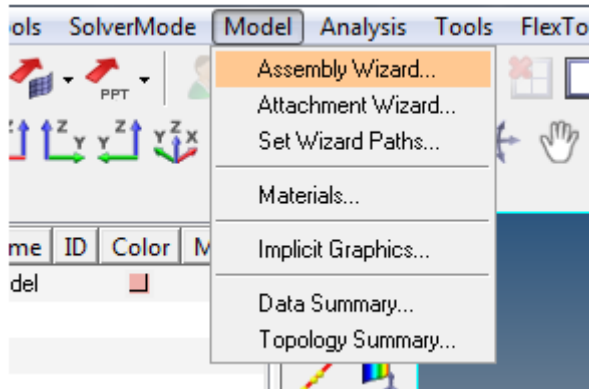 ols SolverMode Model Analysis Tools FlexTo
PPT
Assembly Wizard...
Attachment Wizard...
Set Wizard Paths...
Z Y Z Y Z Y X
Materials...
me ID Color M
Implicit Graphics...
del
Data Summary...
Topology Summary...